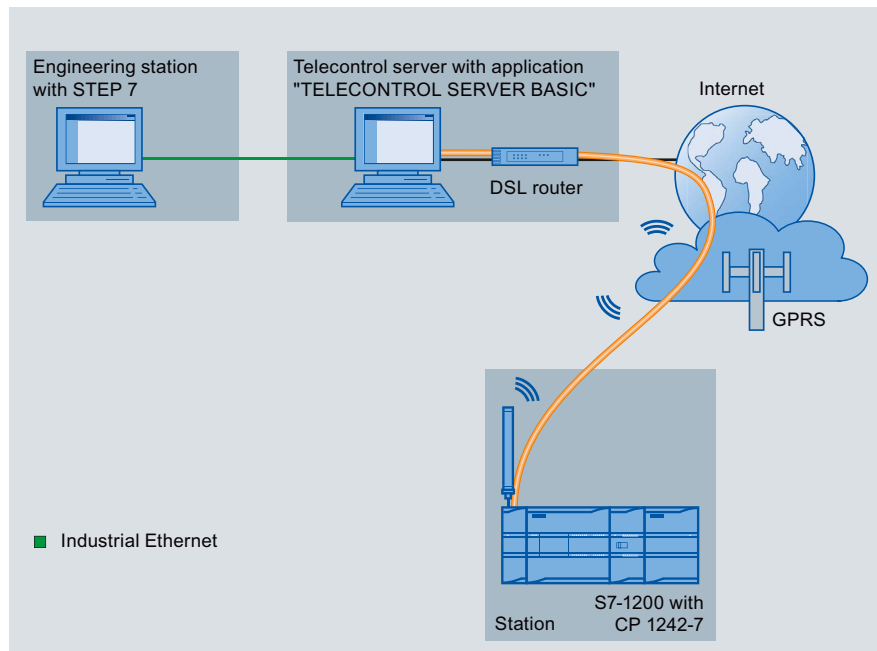 Engineering station
with STEP 7
Telecontrol server with application
"TELECONTROL SERVER BASIC"
Internet
DSL router
GPRS
Industrial Ethernet
S7-1200 with
CP 1242-7
Station